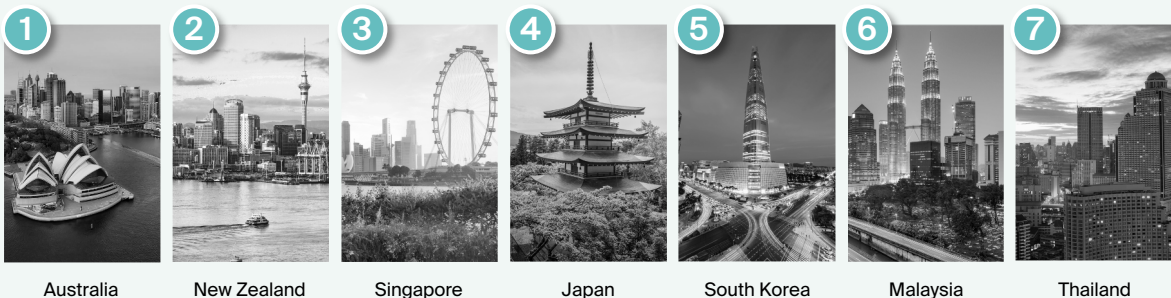 1 2 3 4 5 6 7
Australia New Zealand Singapore Japan South Korea Malaysia Thailand